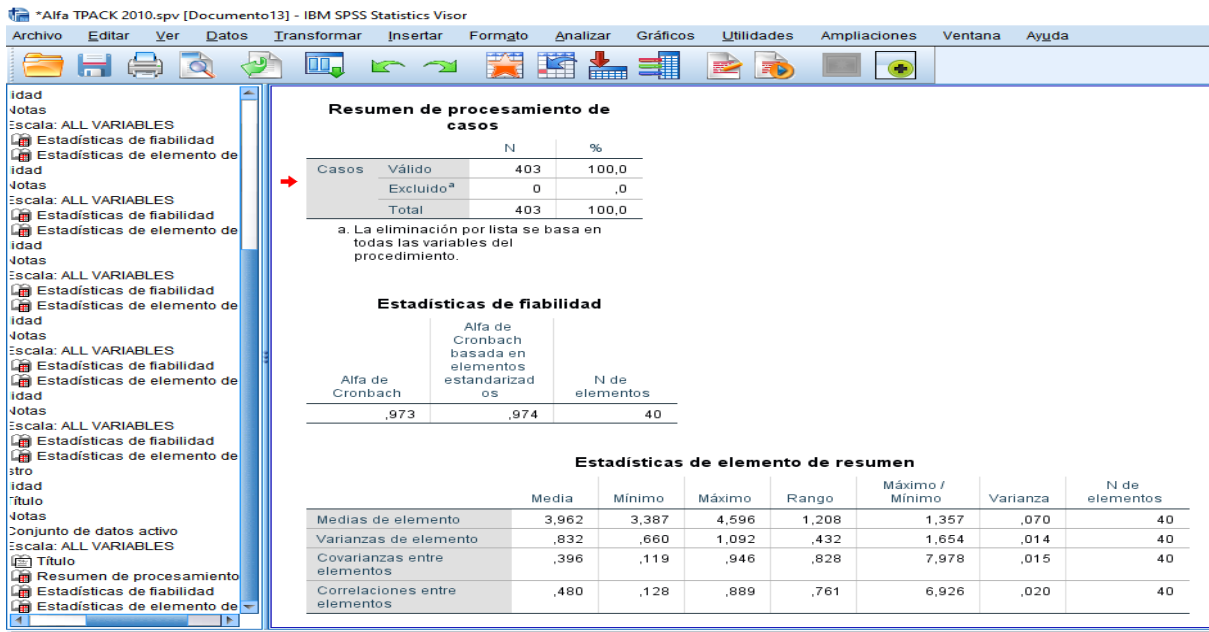 *Alfa TPACK 2010.spv [Documento13] - IBM SPSS Statistics Visor
Archivo Editar Ver Datos Transformar Insertar Formato Analizar Gráficos Utilidades Ampliaciones Ventana Ayuda
idad
Notas
Escala: ALL VARIABLES
Estadísticas de fiabilidad
Estadísticas de elemento de
idad
Notas
Escala: ALL VARIABLES
Estadísticas de fiabilidad
Estadísticas de elemento de
idad
Notas
Escala: ALL VARIABLES
Estadísticas de fiabilidad
Estadísticas de elemento de
idad
Notas
Escala: ALL VARIABLES
Estadísticas de fiabilidad
Estadísticas de elemento de
idad
Notas
Escala: ALL VARIABLES
Estadísticas de fiabilidad
Estadísticas de elemento de
stro
idad
Título
Notas
Conjunto de datos activo
Escala: ALL VARIABLES
Título
Resumen de procesamiento
Estadísticas de fiabilidad
Estadísticas de elemento de
Resumen de procesamiento de
casos
N %
Casos Válido 403 100,0
Excluidoª 0 ,0
Total 403 100,0
a. La eliminación por lista se basa en
todas las variables del
procedimiento.
Estadísticas de fiabilidad
Alfa de
Cronbach
Alfa de
Cronbach
basada en
elementos
estandarizad
os
N de
elementos
,973 ,974 40
Estadísticas de elemento de resumen
Media Mínimo Máximo Rango Máximo / Mínimo Varianza N de elementos
Medias de elemento 3,962 3,387 4,596 1,208 1,357 ,070 40
Varianzas de elemento ,832 ,660 1,092 ,432 1,654 ,014 40
Covarianzas entre elementos ,396 ,119 ,946 ,828 7,978 ,015 40
Correlaciones entre elementos ,480 ,128 ,889 ,761 6,926 ,020 40